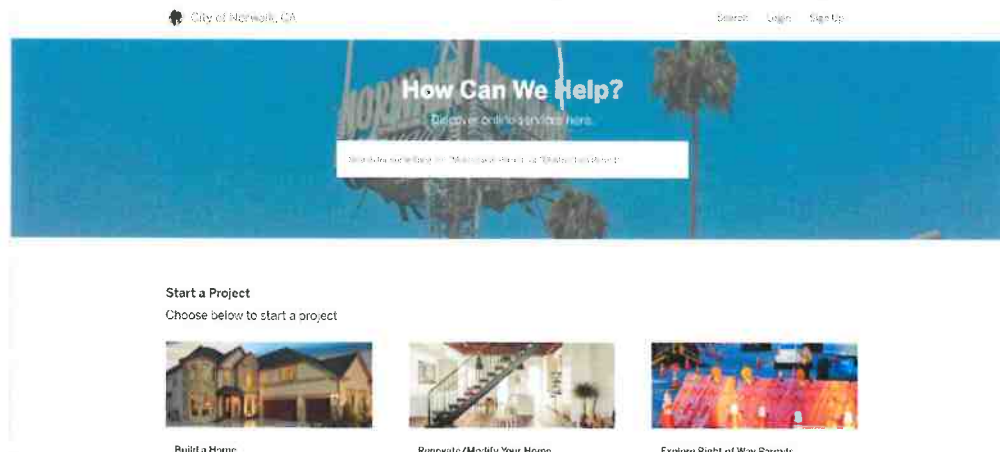 City of Norwalk, CA
Search Login Sign Up
How Can We Help?
Discover online services here.
NORWALK
Start a Project
Choose below to start a project
Build a Home
Renovate/Modify Your Home
Explore Right of Way Permits